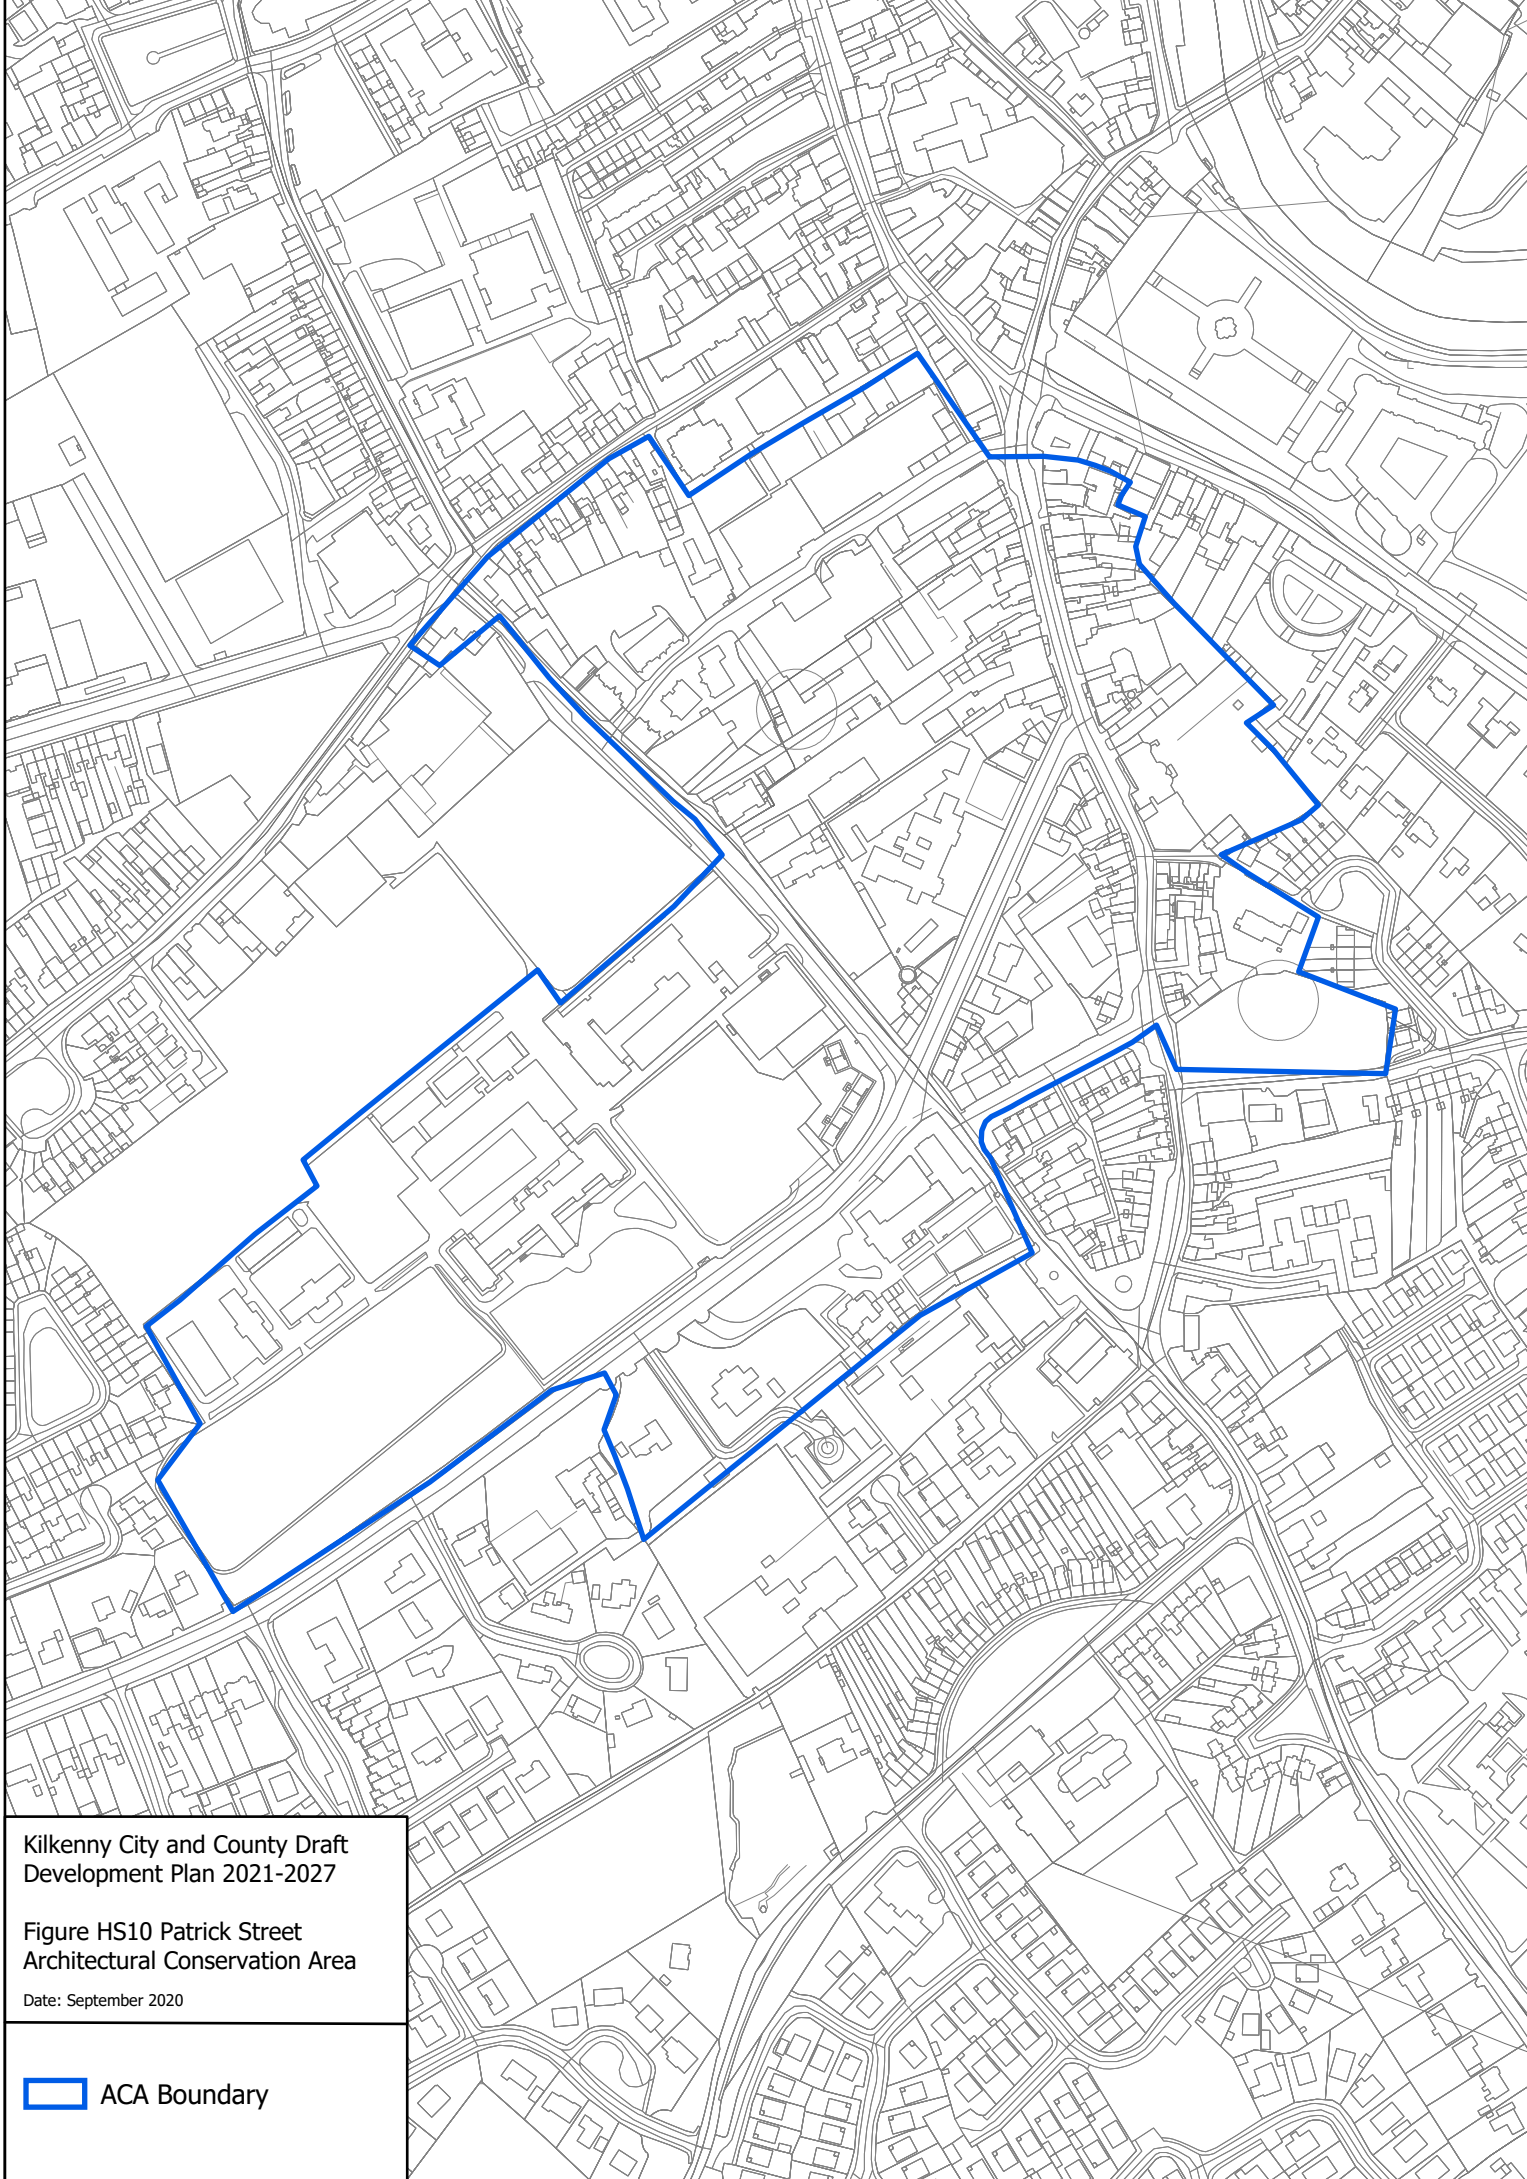 Kilkenny City and County Draft
Development Plan 2021-2027
Figure HS10 Patrick Street
Architectural Conservation Area
Date: September 2020
ACA Boundary